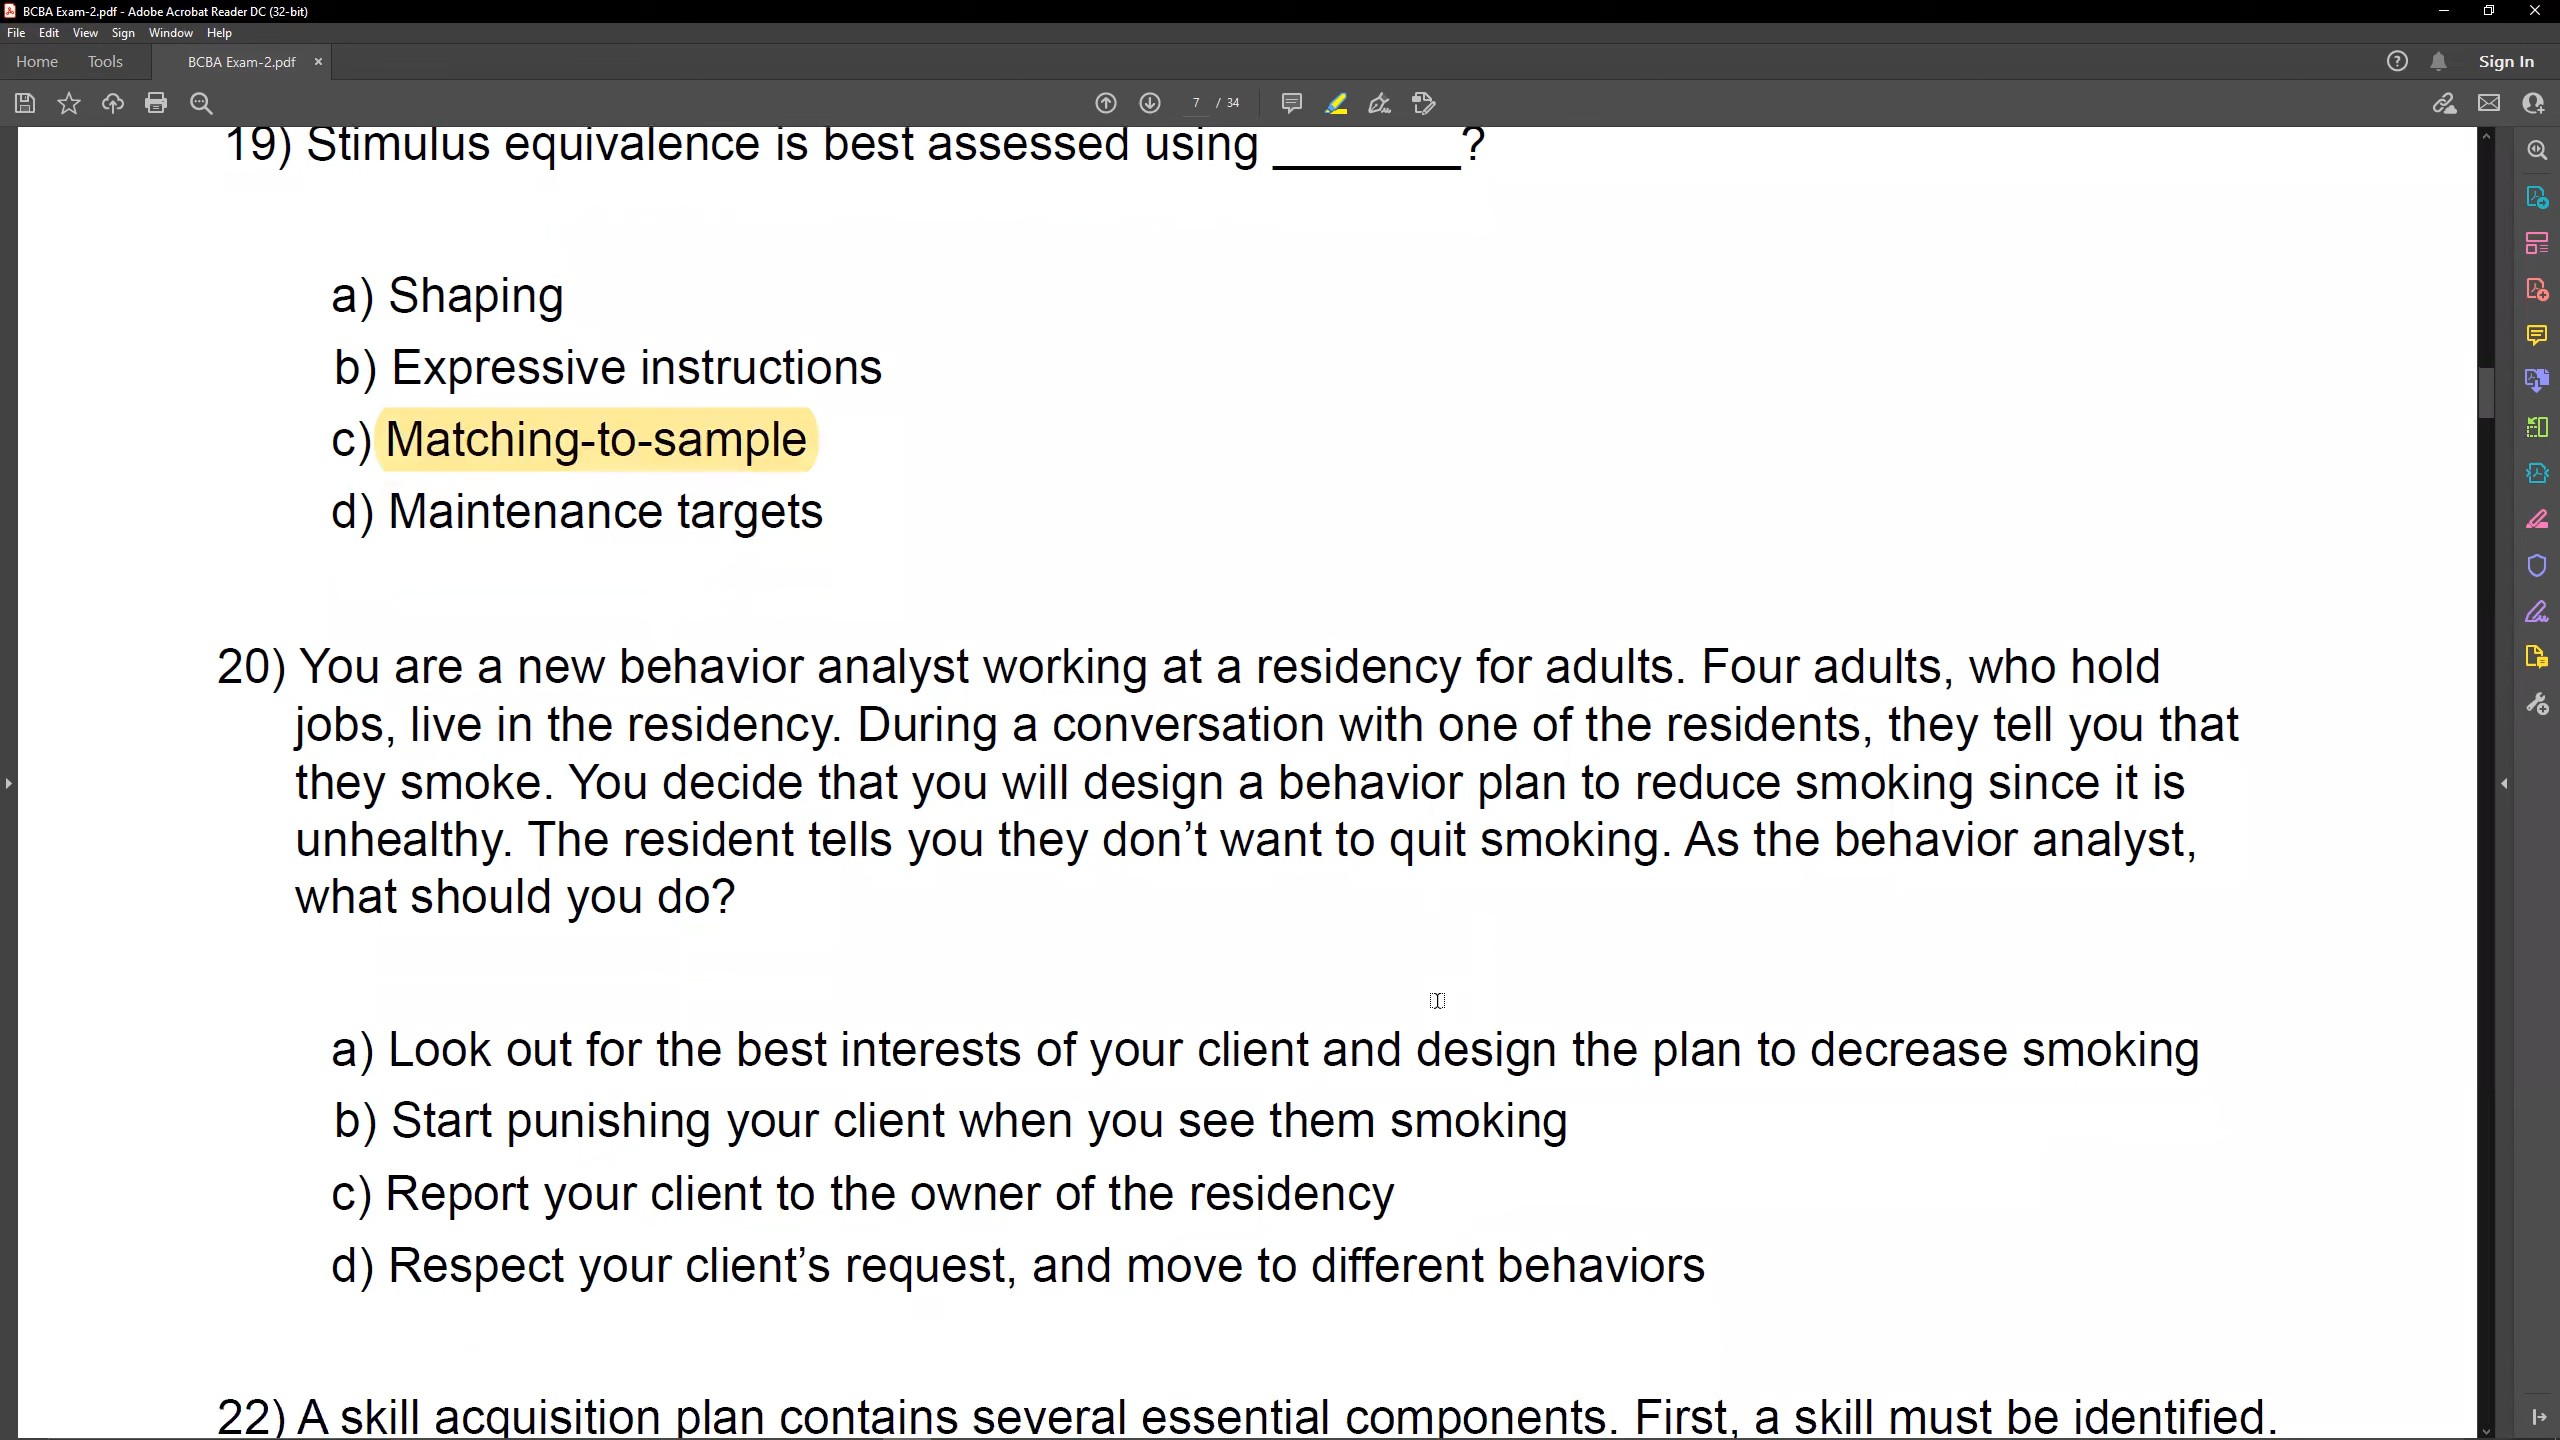 BCBA Exam-2.pdf - Adobe Acrobat Reader DC (32-bit)
File Edit View Sign Window Help
Home Tools BCBA Exam-2.pdf × Sign In
7 / 34
19) Stimulus equivalence is best assessed using _______?
a) Shaping
b) Expressive instructions
c) Matching-to-sample
d) Maintenance targets
20) You are a new behavior analyst working at a residency for adults. Four adults, who hold
jobs, live in the residency. During a conversation with one of the residents, they tell you that
they smoke. You decide that you will design a behavior plan to reduce smoking since it is
unhealthy. The resident tells you they don’t want to quit smoking. As the behavior analyst,
what should you do?
a) Look out for the best interests of your client and design the plan to decrease smoking
b) Start punishing your client when you see them smoking
c) Report your client to the owner of the residency
d) Respect your client’s request, and move to different behaviors
22) A skill acquisition plan contains several essential components. First, a skill must be identified.